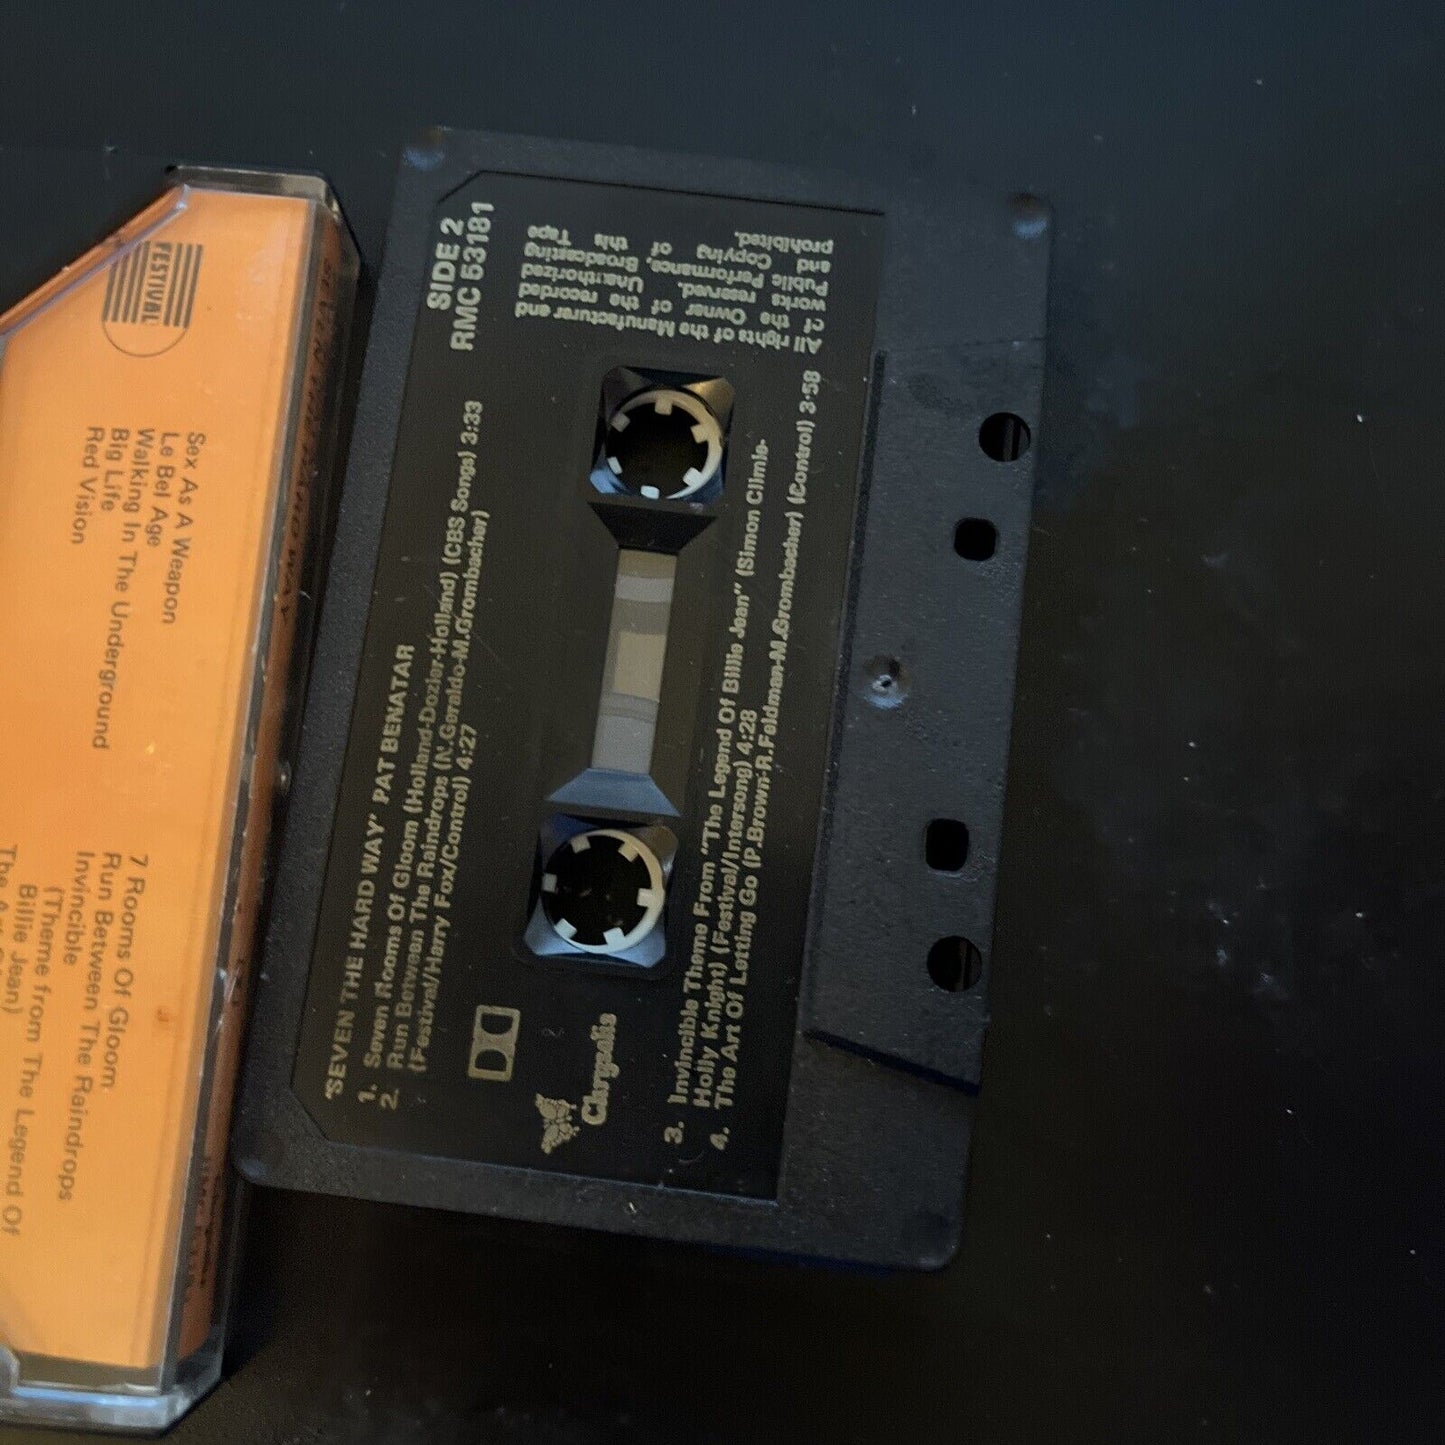 FESTIVAL
Sex As A Weapon
Le Bel Age
Walking In The Underground
Big Life
Red Vision
7 Rooms Of Gloom
Run Between The Raindrops
Invincible
(Theme from The Legend Of
Billie Jean)
SIDE 2
RMC 53181
'SEVEN THE HARD WAY' PAT BENATAR
1. Seven Rooms Of Gloom (Holland-Dozier-Holland) (CBS Songs) 3:33
2. Run Between The Raindrops (N.Geraldo-M.Grombacher)
(Festival/Harry Fox/Control) 4:27
Chrysalis
3. Invincible Theme From "The Legend Of Billie Jean" (Simon Climie-
Holly Knight) (Festival/Intersong) 4:28
4. The Art Of Letting Go (P.Brown-R.Feldman-M.Grombacher) (Control) 3:58
All rights of the Manufacturer and
of the Owner of the recorded
works reserved. Unauthorized
Public Performance, Broadcasting
and Copying of this Tape
prohibited.